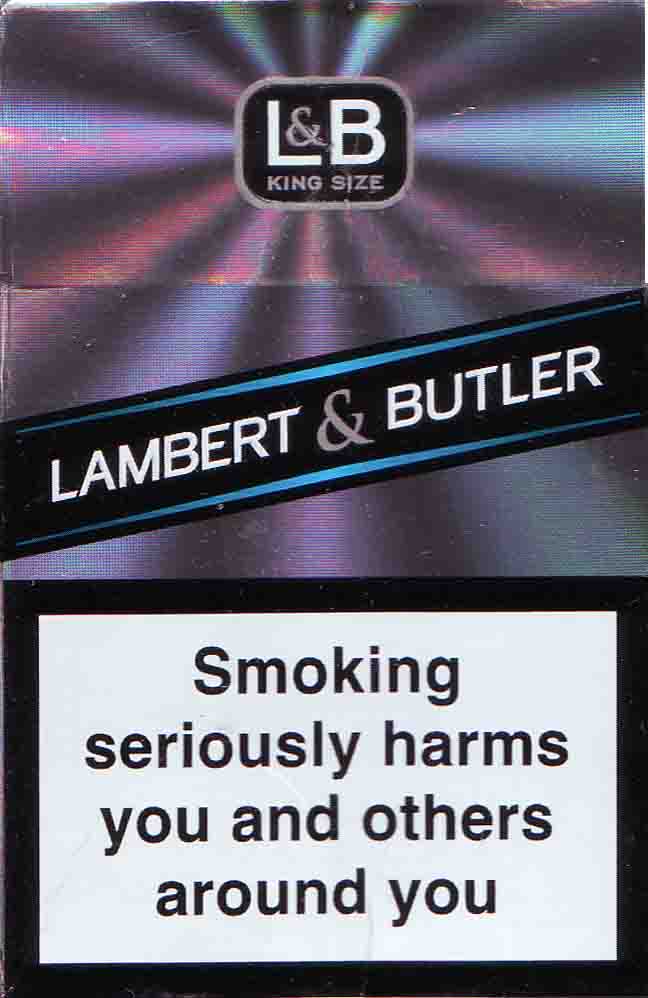 L&B
KING SIZE
LAMBERT & BUTLER
Smoking
seriously harms
you and others
around you